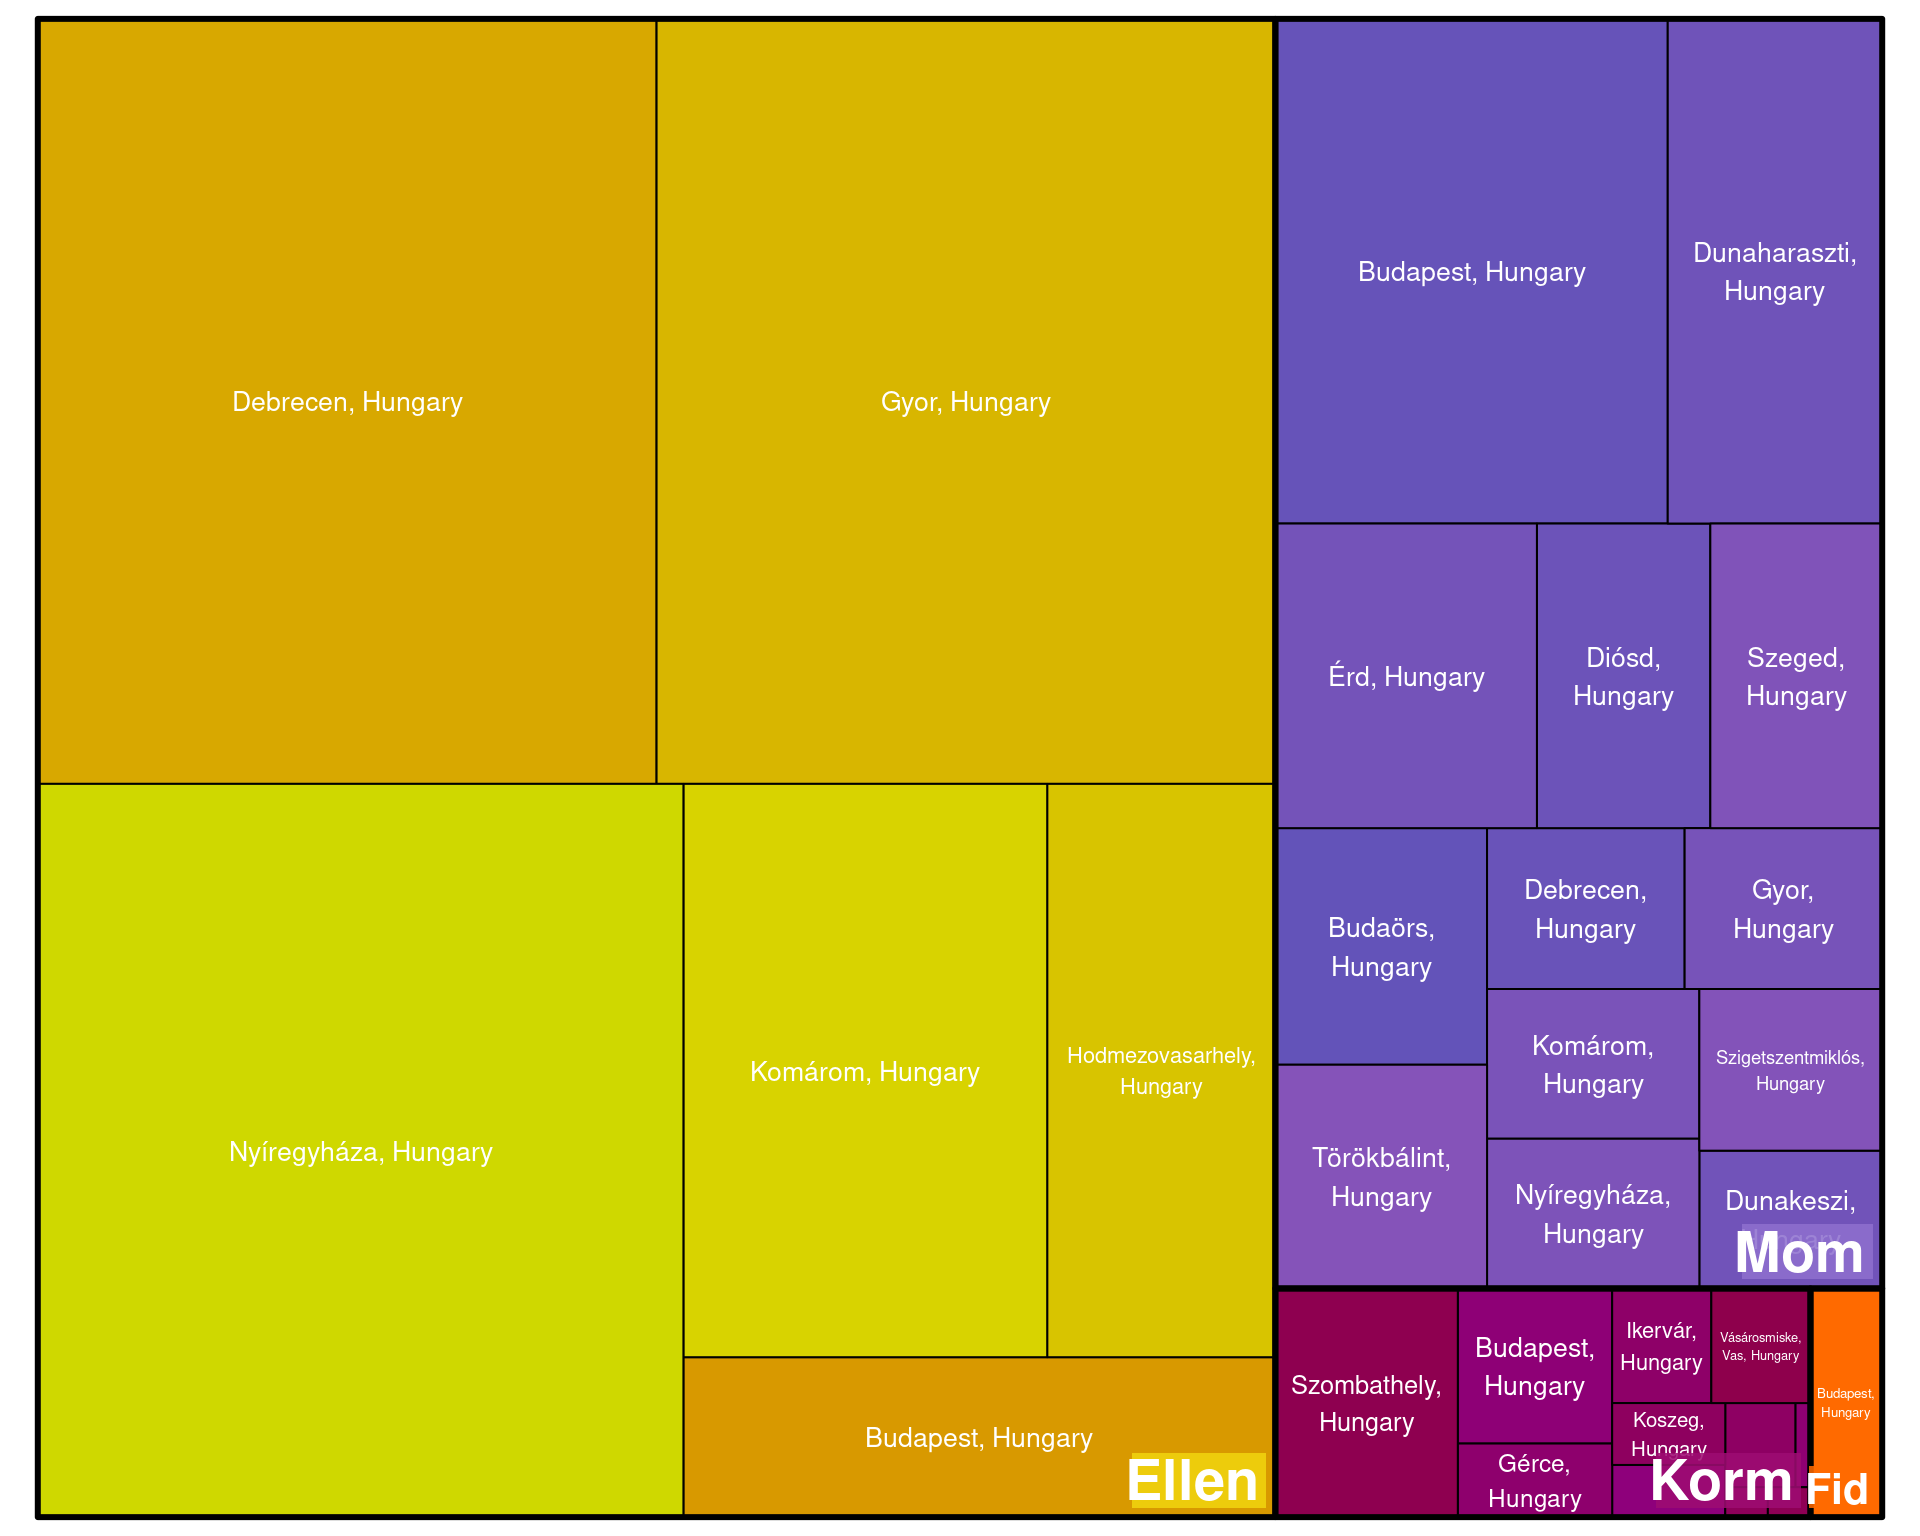 Debrecen, Hungary
Gyor, Hungary
Nyíregyháza, Hungary
Komárom, Hungary
Hodmezovasarhely,
Hungary
Budapest, Hungary
Ellen
Budapest, Hungary
Dunaharaszti,
Hungary
Érd, Hungary
Diósd,
Hungary
Szeged,
Hungary
Budaörs,
Hungary
Debrecen,
Hungary
Gyor,
Hungary
Komárom,
Hungary
Szigetszentmiklós,
Hungary
Törökbálint,
Hungary
Nyíregyháza,
Hungary
Dunakeszi,
Hungary
Mom
Szombathely,
Hungary
Budapest,
Hungary
Gérce,
Hungary
Ikervár,
Hungary
Vásárosmiske,
Vas, Hungary
Koszeg,
Hungary
Korm
Budapest,
Hungary
Fid